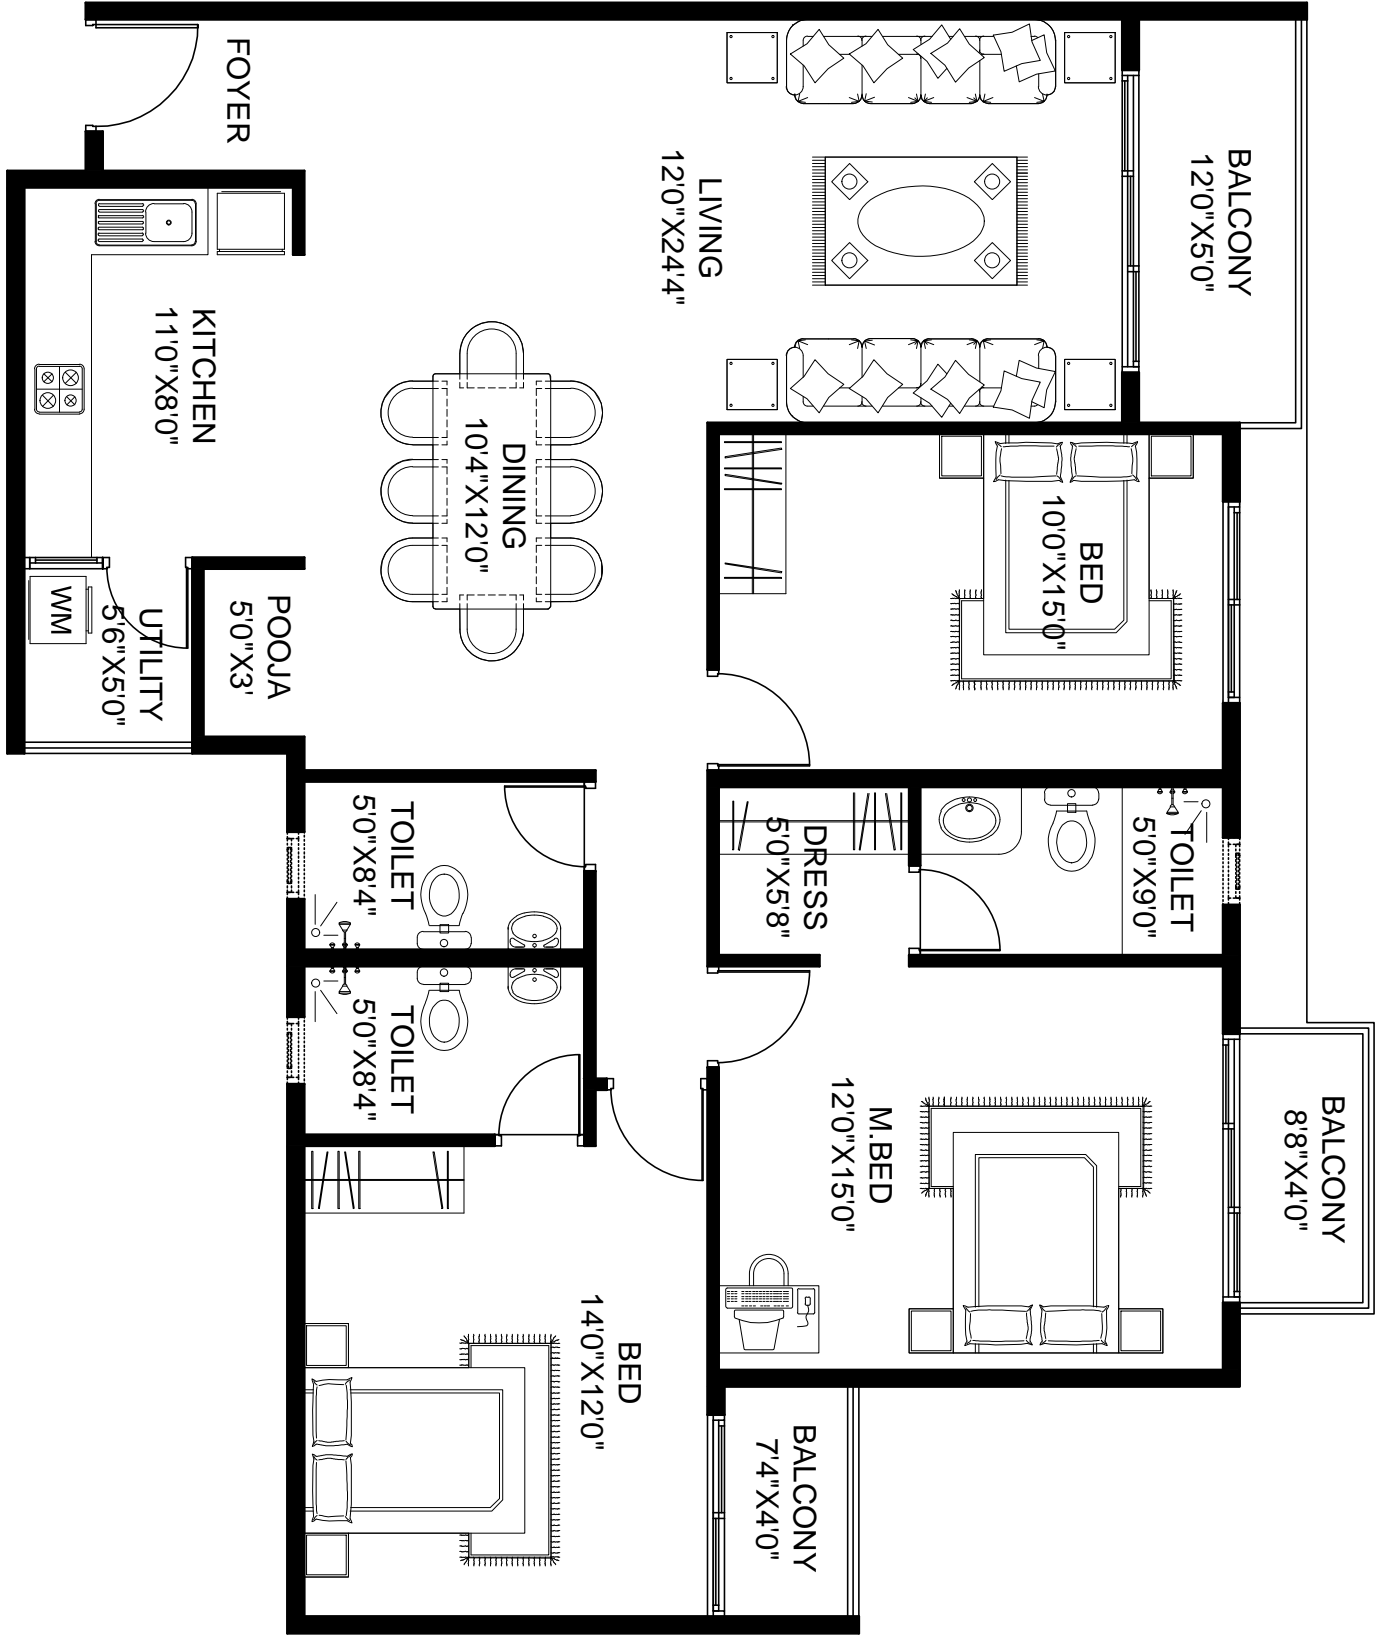 FOYER
LIVING
12'0"X24'4"
BALCONY
12'0"X5'0"
KITCHEN
11'0"X8'0"
DINING
10'4"X12'0"
BED
10'0"X15'0"
WM
UTILITY
5'6"X5'0"
POOJA
5'0"X3'
TOILET
5'0"X8'4"
DRESS
5'0"X5'8"
TOILET
5'0"X9'0"
TOILET
5'0"X8'4"
M.BED
12'0"X15'0"
BALCONY
8'8"X4'0"
BED
14'0"X12'0"
BALCONY
7'4"X4'0"